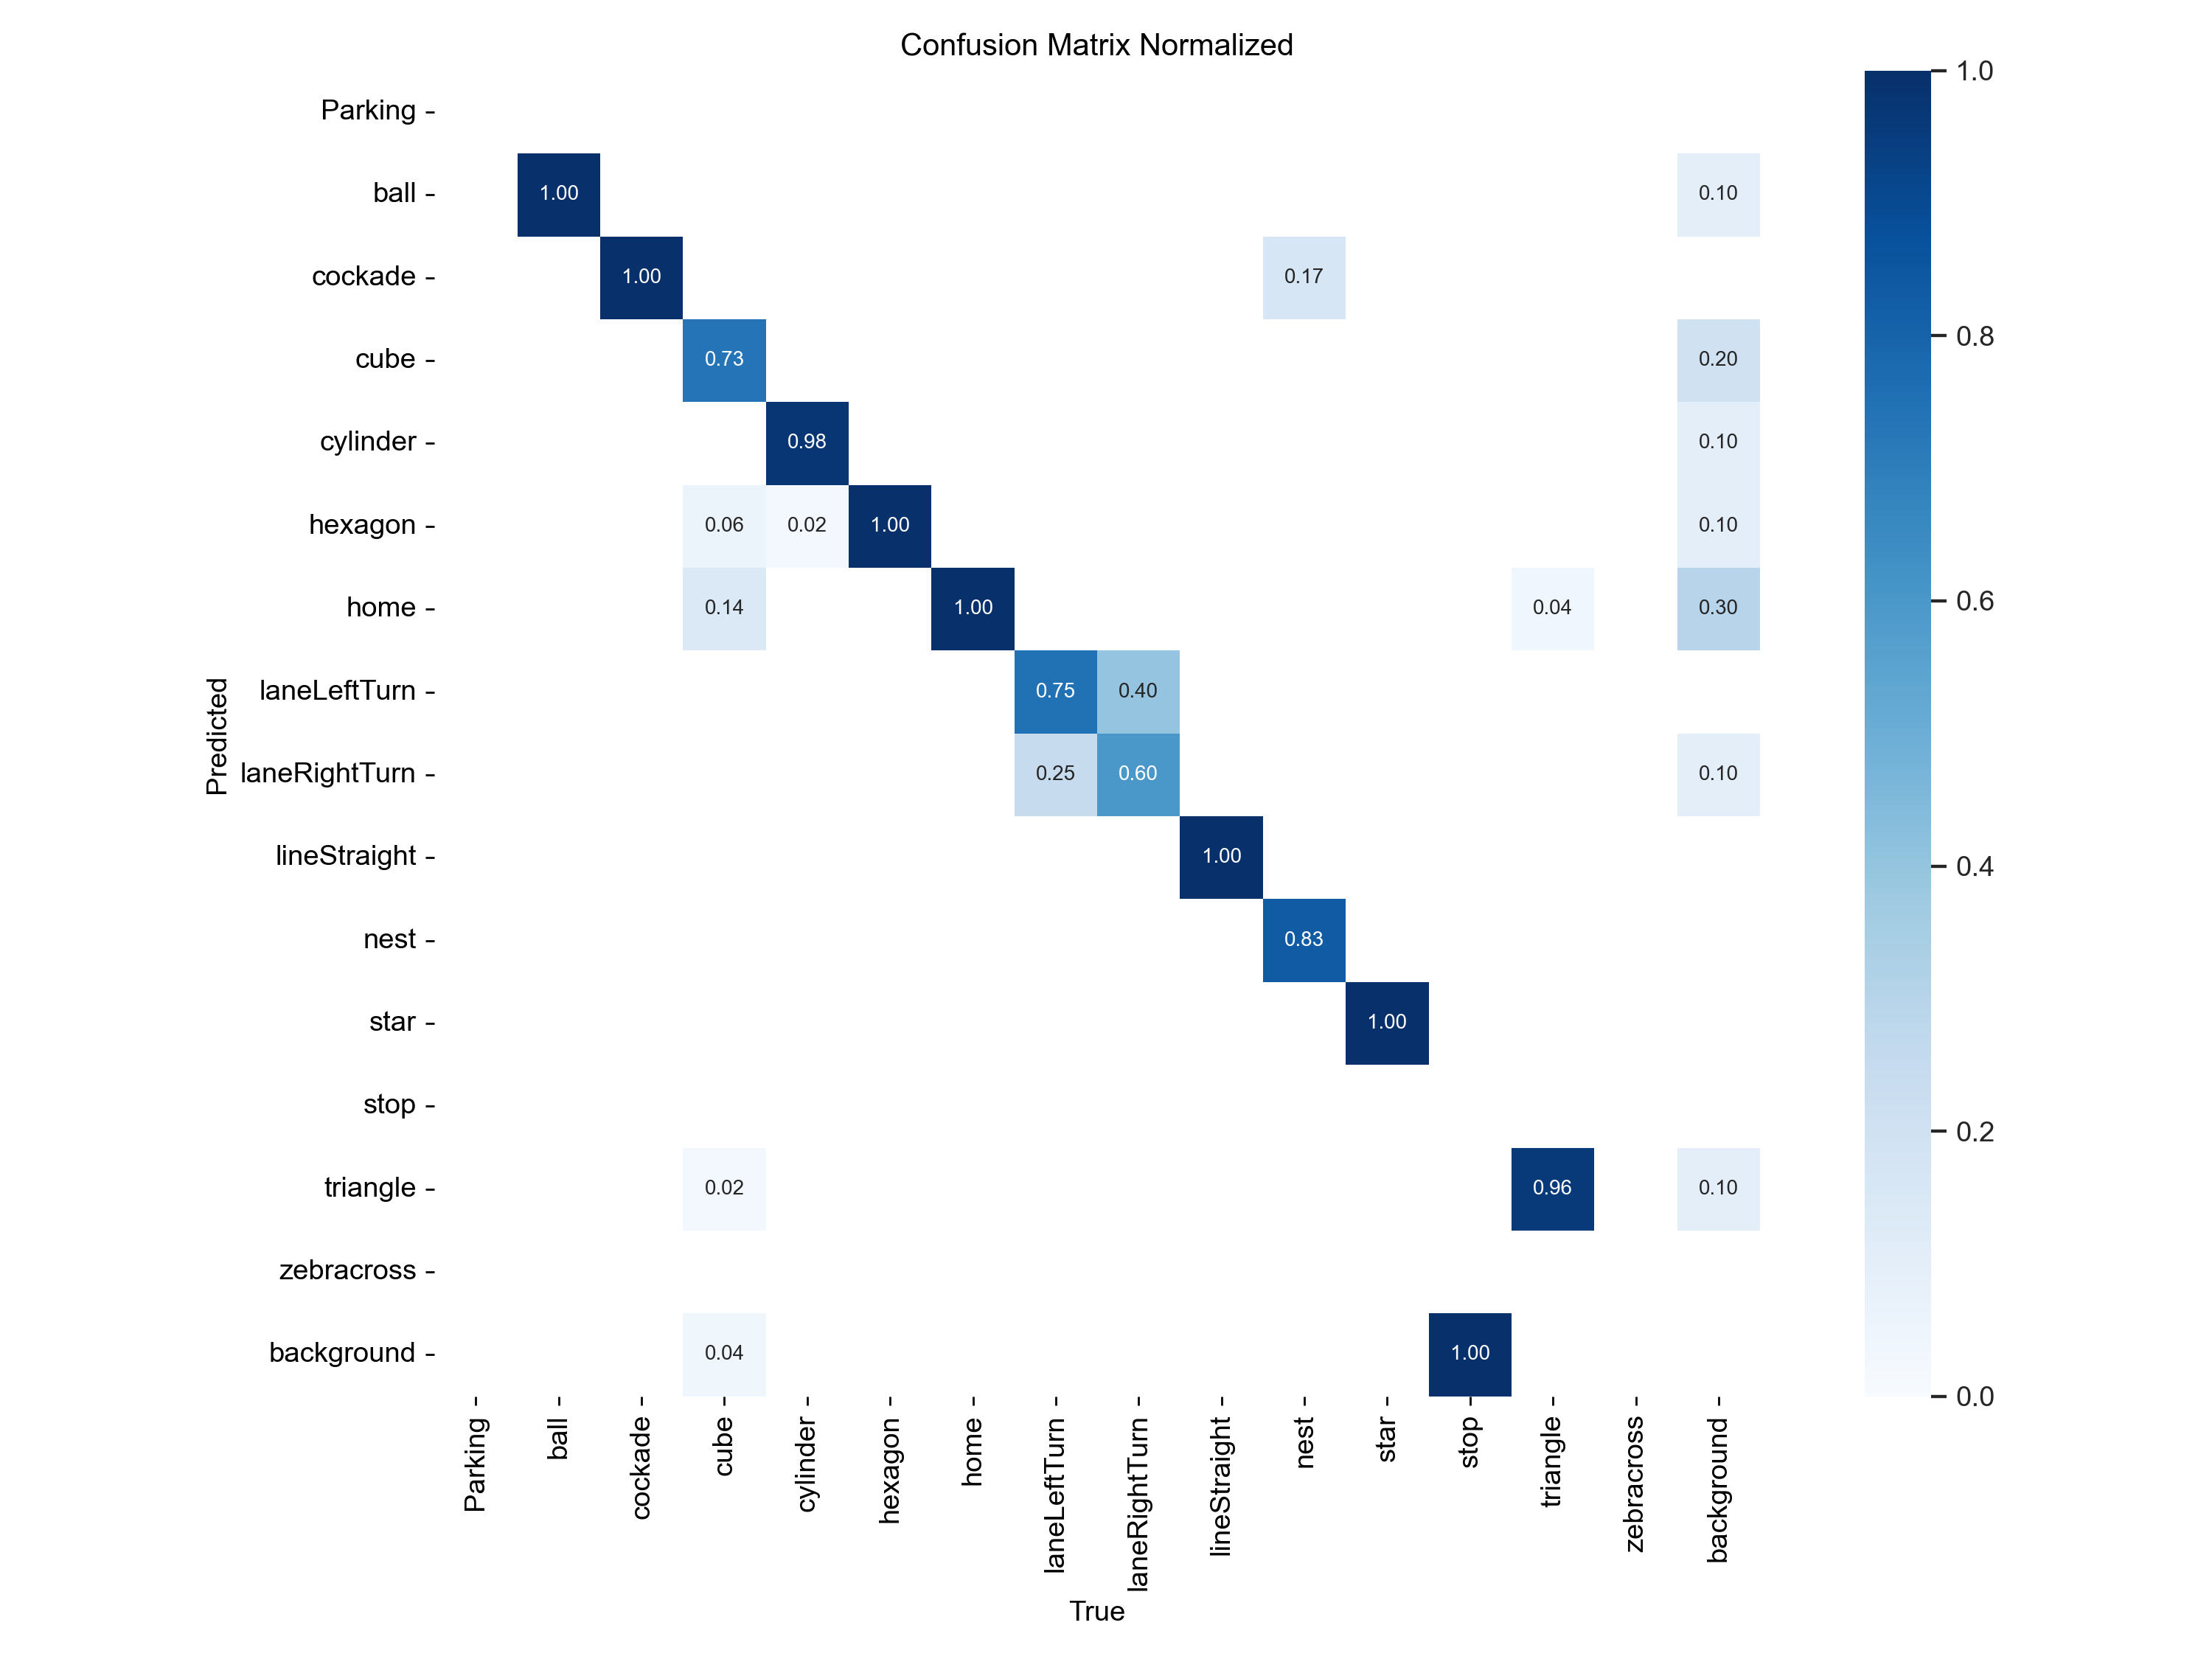 Confusion Matrix Normalized
Parking
ball 1.00 0.10
cockade 1.00 0.17
cube 0.73 0.20
cylinder 0.98 0.10
hexagon 0.06 0.02 1.00 0.10
home 0.14 1.00 0.04 0.30
laneLeftTurn 0.75 0.40
laneRightTurn 0.25 0.60 0.10
lineStraight 1.00
nest 0.83
star 1.00
stop
triangle 0.02 0.96 0.10
zebracross
background 0.04 1.00
Predicted
Parking
ball
cockade
cube
cylinder
hexagon
home
laneLeftTurn
laneRightTurn
lineStraight
nest
star
stop
triangle
zebracross
background
True
1.0
0.8
0.6
0.4
0.2
0.0